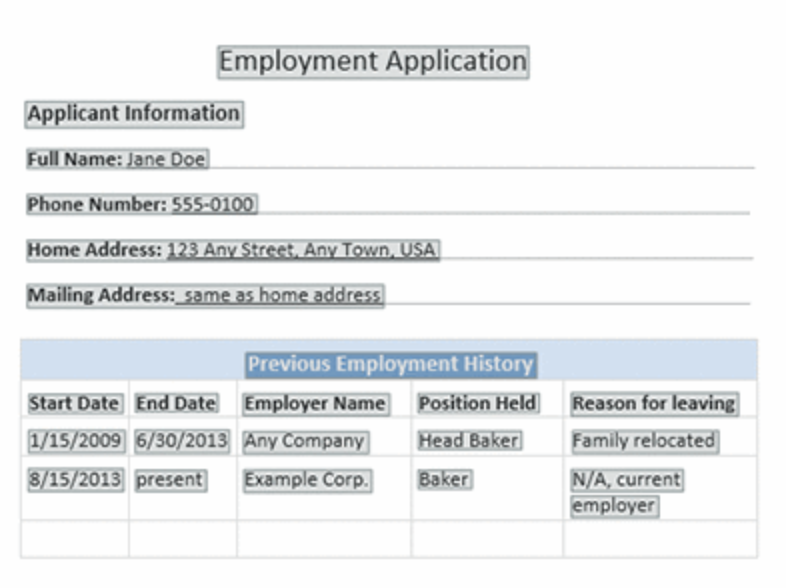 Employment Application
Applicant Information
Full Name: Jane Doe
Phone Number: 555-0100
Home Address: 123 Any Street, Any Town, USA
Mailing Address: same as home address
Previous Employment History
Start Date End Date Employer Name Position Held Reason for leaving
1/15/2009 6/30/2013 Any Company Head Baker Family relocated
8/15/2013 present Example Corp. Baker N/A, current
employer